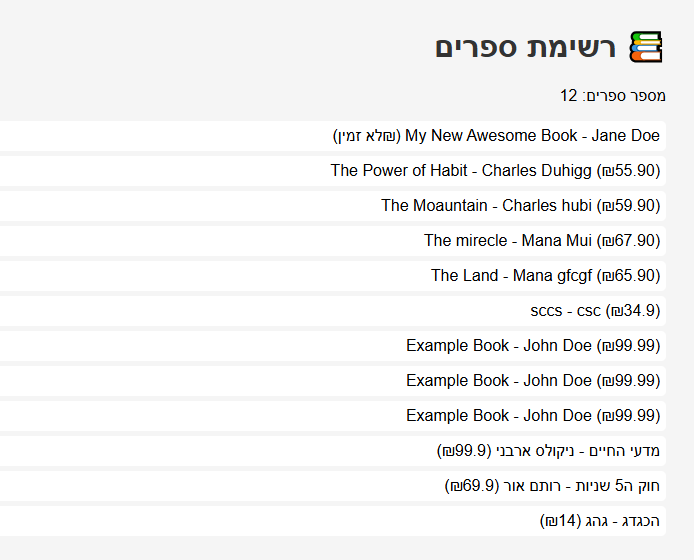 רשימת ספרים
מספר ספרים: 12
My New Awesome Book - Jane Doe (₪לא זמין)
The Power of Habit - Charles Duhigg (₪55.90)
The Moauntain - Charles hubi (₪59.90)
The mirecle - Mana Mui (₪67.90)
The Land - Mana gfcgf (₪65.90)
sccs - csc (₪34.9)
Example Book - John Doe (₪99.99)
Example Book - John Doe (₪99.99)
Example Book - John Doe (₪99.99)
מדעי החיים - ניקולס ארבני (₪99.9)
חוק ה5 שניות - רותם אור (₪69.9)
הכגדג - גהג (₪14)